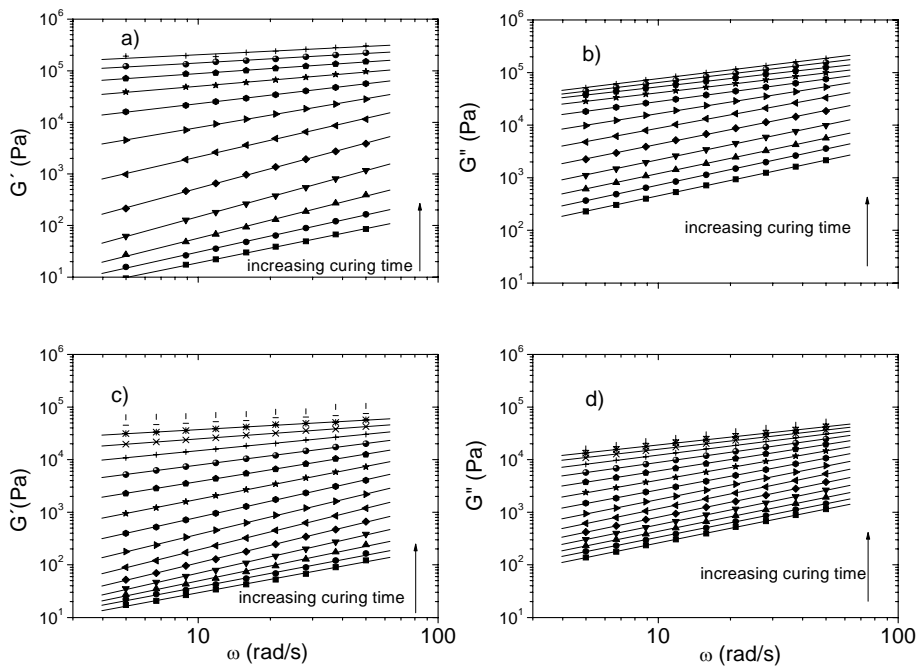 a)
10^6
10^5
10^4
10^3
10^2
10^1
G´ (Pa)
increasing curing time
b)
10^6
10^5
10^4
10^3
10^2
10^1
G" (Pa)
increasing curing time
c)
10^6
10^5
10^4
10^3
10^2
10^1
G´(Pa)
increasing curing time
10
100
ω (rad/s)
d)
10^6
10^5
10^4
10^3
10^2
10^1
G" (Pa)
increasing curing time
10
100
ω (rad/s)